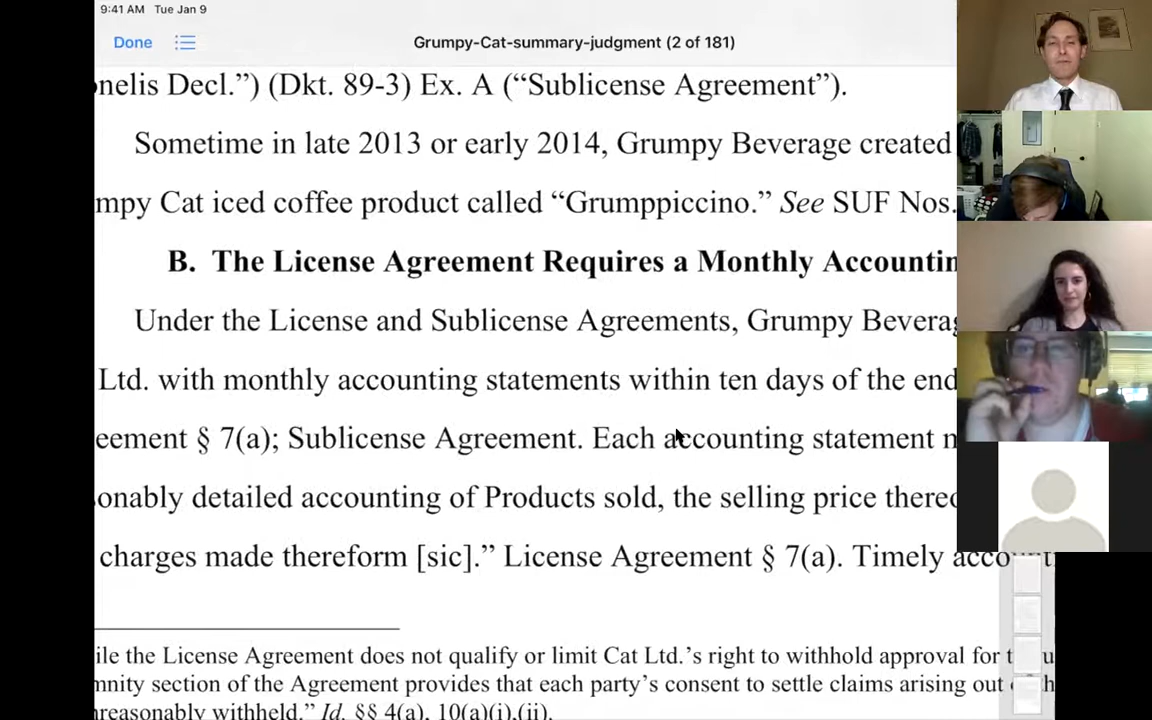 9:41 AM Tue Jan 9
Done
Grumpy-Cat-summary-judgment (2 of 181)
nelis Decl.”) (Dkt. 89-3) Ex. A (“Sublicense Agreement”).
Sometime in late 2013 or early 2014, Grumpy Beverage created
mpy Cat iced coffee product called “Grumppiccino.” See SUF Nos.
B. The License Agreement Requires a Monthly Accountin
Under the License and Sublicense Agreements, Grumpy Beverag
Ltd. with monthly accounting statements within ten days of the end
eement § 7(a); Sublicense Agreement. Each accounting statement
onably detailed accounting of Products sold, the selling price thereo
charges made thereform [sic].” License Agreement § 7(a). Timely
ile the License Agreement does not qualify or limit Cat Ltd.’s right to withhold approval for
mnity section of the Agreement provides that each party’s consent to settle claims arising out
reasonably withheld.” Id. §§ 4(a), 10(a)(i),(ii).